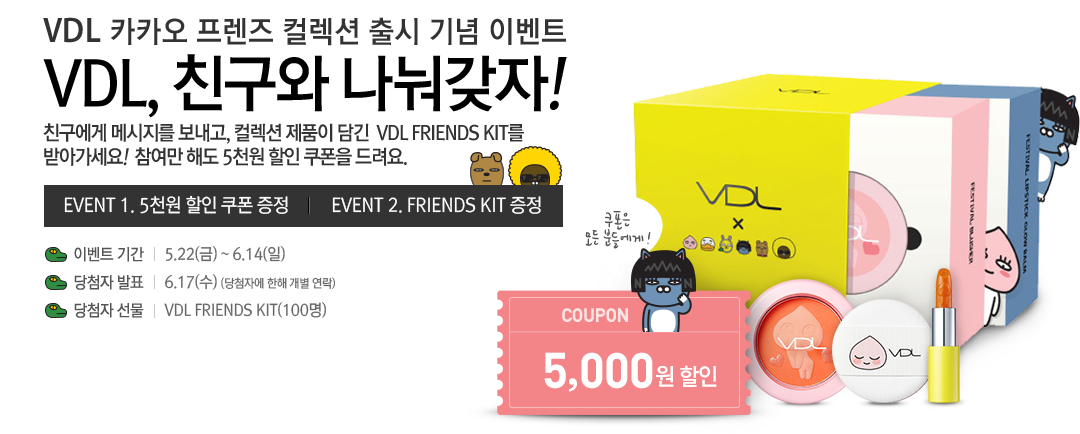 VDL 카카오 프렌즈 컬렉션 출시 기념 이벤트
VDL, 친구와 나눠갖자!
친구에게 메시지를 보내고, 컬렉션 제품이 담긴 VDL FRIENDS KIT를
받아가세요! 참여만 해도 5천원 할인 쿠폰을 드려요.
EVENT 1. 5천원 할인 쿠폰 증정 | EVENT 2. FRIENDS KIT 증정
이벤트 기간 | 5.22(금) ~ 6.14(일)
당첨자 발표 | 6.17(수) (당첨자에 한해 개별 연락)
당첨자 선물 | VDL FRIENDS KIT(100명)
쿠폰은
모든 분들에게!
COUPON
5,000원 할인
VDL
X
FESTIVAL BLUSHER
FESTIVAL LIPSTICK GLOW BALM
VDL
VDL